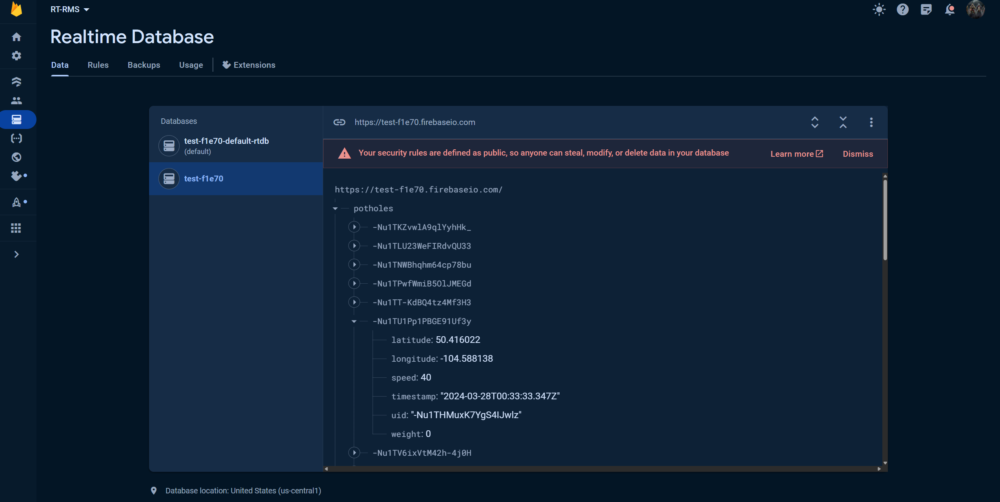 RT-RMS
Realtime Database
Data
Rules
Backups
Usage
Extensions
Databases
test-f1e70-default-rtdb
(default)
test-f1e70
https://test-f1e70.firebaseio.com
Your security rules are defined as public, so anyone can steal, modify, or delete data in your database
Learn more
Dismiss
https://test-f1e70.firebaseio.com/
potholes
-Nu1TKZvwlA9qlYyhHk_
-Nu1TLU23WeFIRdvQU33
-Nu1TNWBhqhm64cp78bu
-Nu1TPwfWmiB5OlJMEGd
-Nu1TT-KdBQ4tz4Mf3H3
-Nu1TU1Pp1PBGE91Uf3y
latitude: 50.416022
longitude: -104.588138
speed: 40
timestamp: "2024-03-28T00:33:33.347Z"
uid: "-Nu1THMuxK7YgS4IJwlz"
weight: 0
-Nu1TV6ixVtM42h-4j0H
Database location: United States (us-central1)